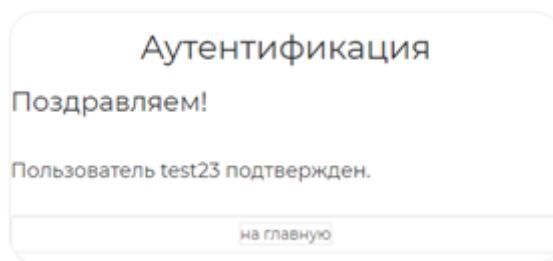 Аутентификация
Поздравляем!
Пользователь test23 подтвержден.
на главную